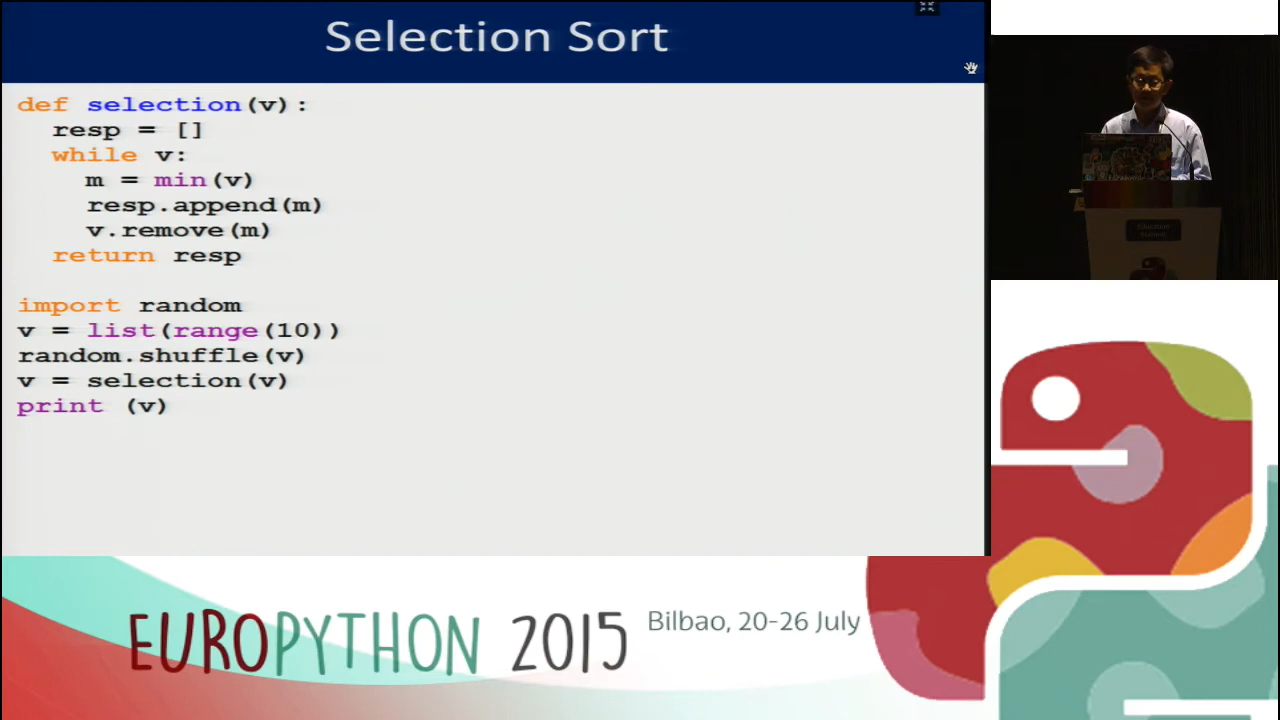 Selection Sort
def selection(v):
  resp = []
  while v:
    m = min(v)
    resp.append(m)
    v.remove(m)
  return resp
import random
v = list(range(10))
random.shuffle(v)
v = selection(v)
print (v)
Education
EUROPYTHON 2015 Bilbao, 20-26 July